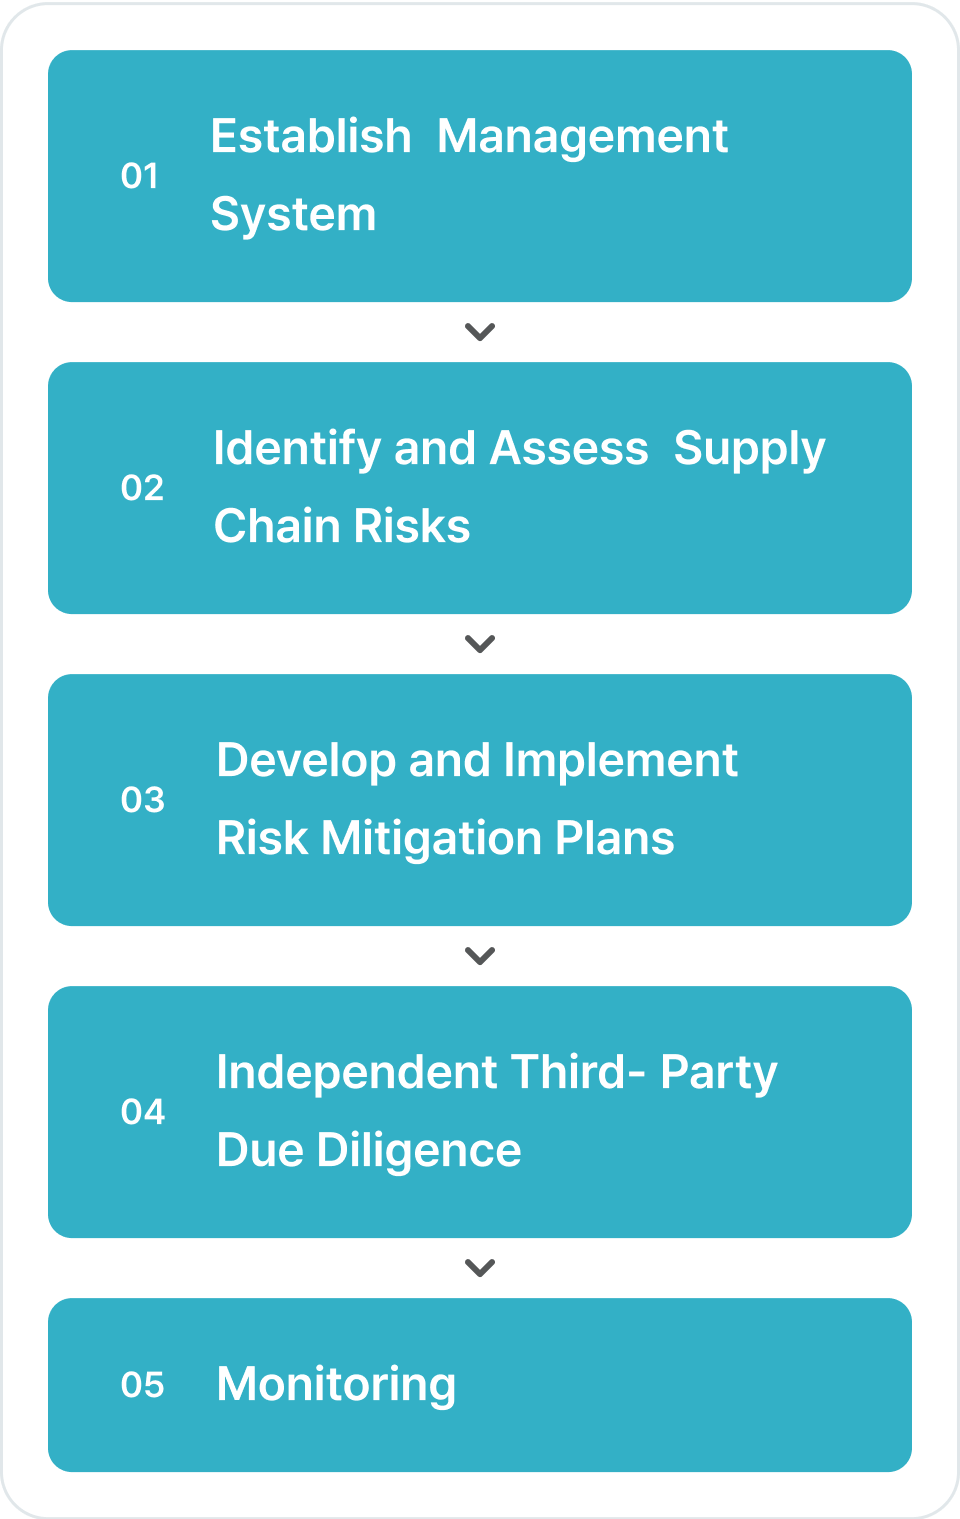 01
Establish  Management
System
02
Identify and Assess  Supply
Chain Risks
03
Develop and Implement
Risk Mitigation Plans
04
Independent Third- Party
Due Diligence
05
Monitoring